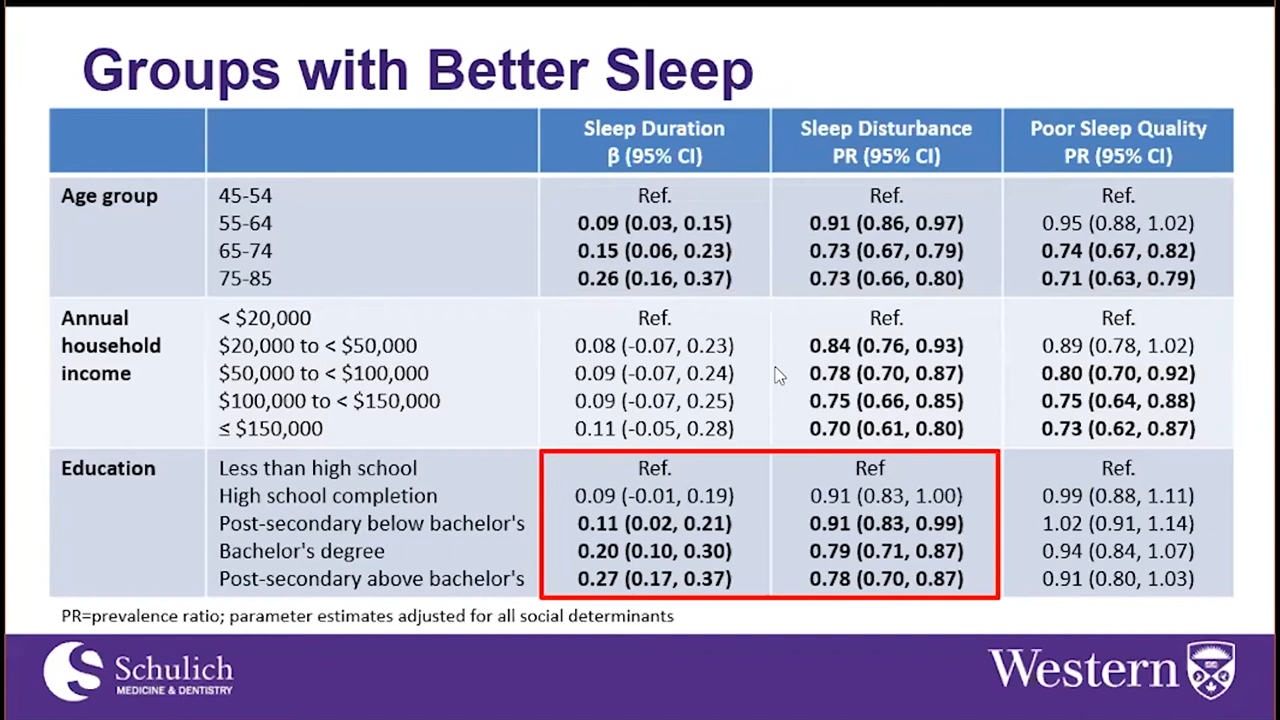 Groups with Better Sleep
Sleep Duration Sleep Disturbance Poor Sleep Quality
β (95% CI) PR (95% CI) PR (95% CI)
Age group 45-54 Ref. Ref. Ref.
55-64 0.09 (0.03, 0.15) 0.91 (0.86, 0.97) 0.95 (0.88, 1.02)
65-74 0.15 (0.06, 0.23) 0.73 (0.67, 0.79) 0.74 (0.67, 0.82)
75-85 0.26 (0.16, 0.37) 0.73 (0.66, 0.80) 0.71 (0.63, 0.79)
Annual < $20,000 Ref. Ref. Ref.
household $20,000 to < $50,000 0.08 (-0.07, 0.23) 0.84 (0.76, 0.93) 0.89 (0.78, 1.02)
income $50,000 to < $100,000 0.09 (-0.07, 0.24) 0.78 (0.70, 0.87) 0.80 (0.70, 0.92)
$100,000 to < $150,000 0.09 (-0.07, 0.25) 0.75 (0.66, 0.85) 0.75 (0.64, 0.88)
≤ $150,000 0.11 (-0.05, 0.28) 0.70 (0.61, 0.80) 0.73 (0.62, 0.87)
Education Less than high school Ref. Ref Ref.
High school completion 0.09 (-0.01, 0.19) 0.91 (0.83, 1.00) 0.99 (0.88, 1.11)
Post-secondary below bachelor's 0.11 (0.02, 0.21) 0.91 (0.83, 0.99) 1.02 (0.91, 1.14)
Bachelor's degree 0.20 (0.10, 0.30) 0.79 (0.71, 0.87) 0.94 (0.84, 1.07)
Post-secondary above bachelor's 0.27 (0.17, 0.37) 0.78 (0.70, 0.87) 0.91 (0.80, 1.03)
PR=prevalence ratio; parameter estimates adjusted for all social determinants
Schulich
MEDICINE & DENTISTRY
Western